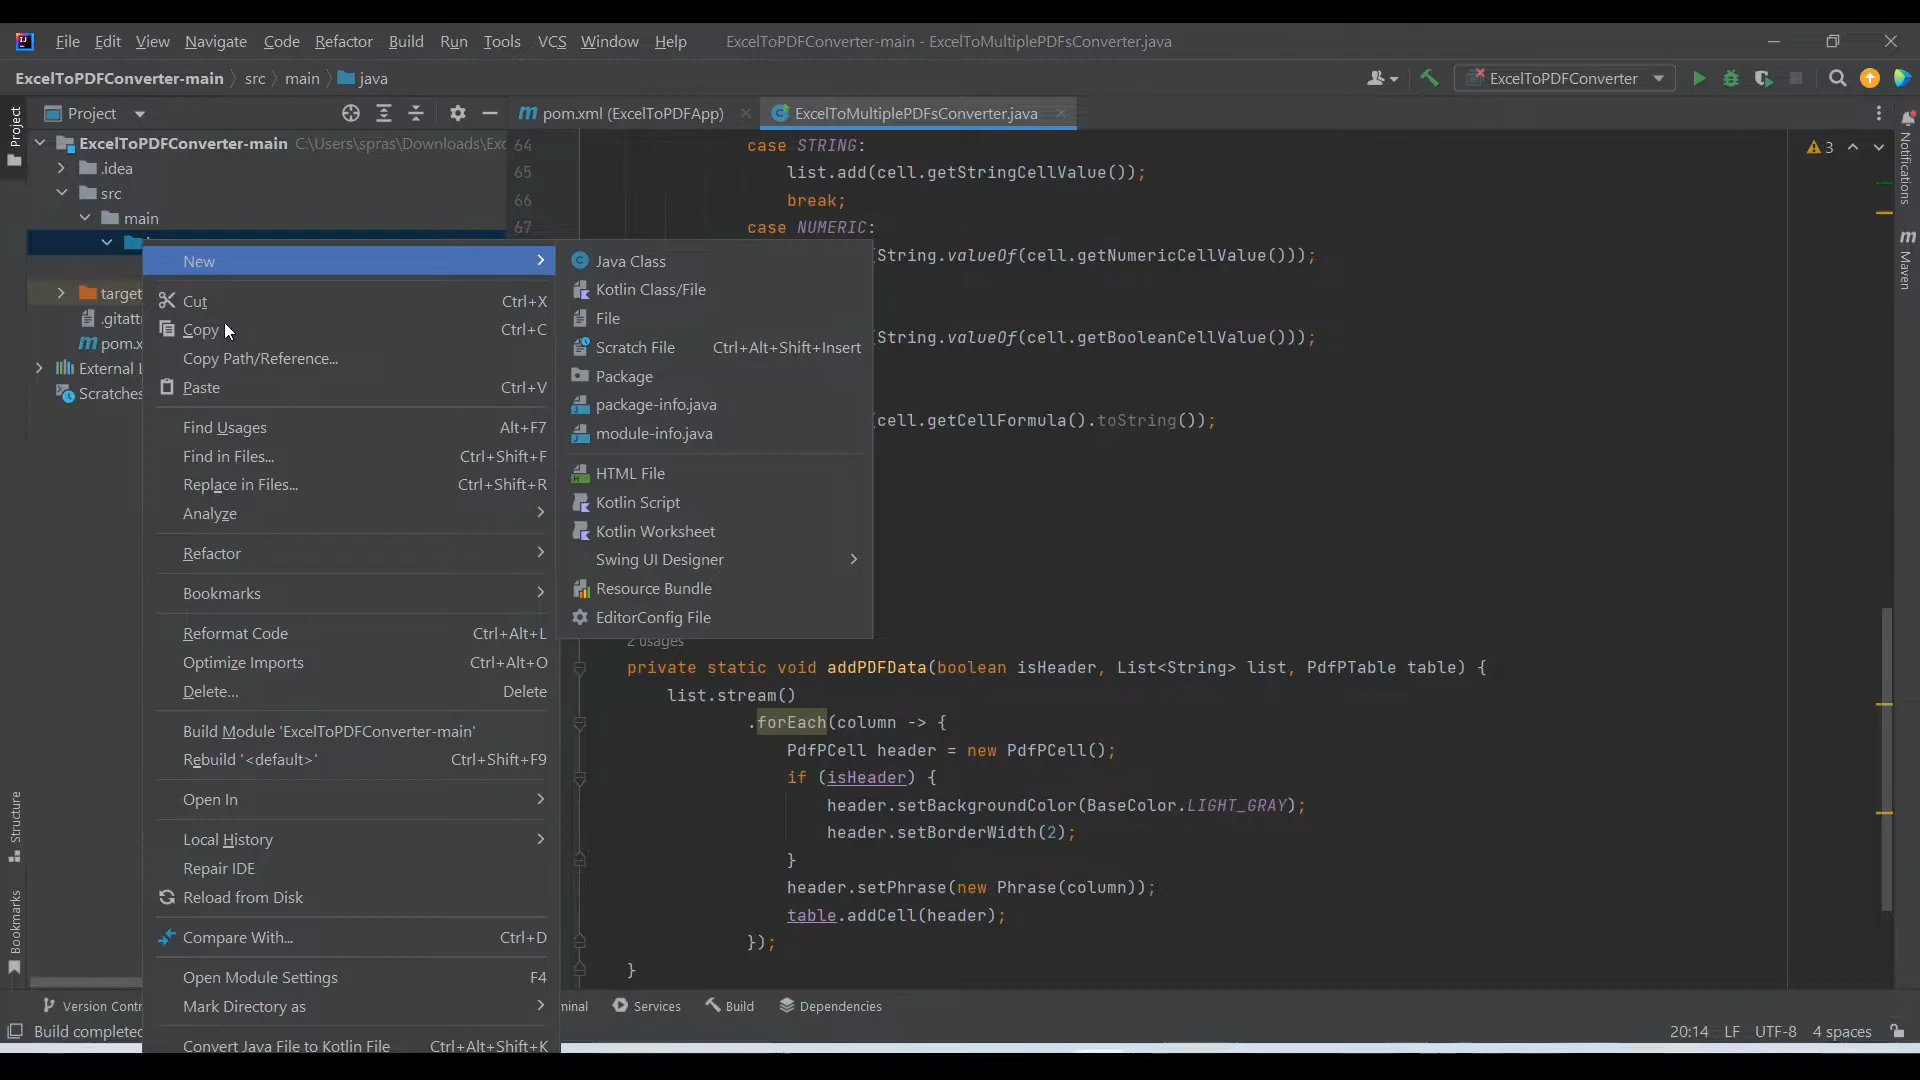 File Edit View Navigate Code Refactor Build Run Tools VCS Window Help ExcelToPDFConverter-main - ExcelToMultiplePDFsConverter.java
ExcelToPDFConverter-main src main java
ExcelToPDFConverter
Project
pom.xml (ExcelToPDFApp)
ExcelToMultiplePDFsConverter.java
Project
Structure
Bookmarks
Notifications
Maven
ExcelToPDFConverter-main C:\Users\spras\Downloads\Exc
.idea
src
main
target
.gitatt
pom.x
External L
Scratches
New
Cut Ctrl+X
Copy Ctrl+C
Copy Path/Reference...
Paste Ctrl+V
Find Usages Alt+F7
Find in Files... Ctrl+Shift+F
Replace in Files... Ctrl+Shift+R
Analyze
Refactor
Bookmarks
Reformat Code Ctrl+Alt+L
Optimize Imports Ctrl+Alt+O
Delete... Delete
Build Module 'ExcelToPDFConverter-main'
Rebuild '<default>' Ctrl+Shift+F9
Open In
Local History
Repair IDE
Reload from Disk
Compare With... Ctrl+D
Open Module Settings F4
Mark Directory as
Convert Java File to Kotlin File Ctrl+Alt+Shift+K
Java Class
Kotlin Class/File
File
Scratch File Ctrl+Alt+Shift+Insert
Package
package-info.java
module-info.java
HTML File
Kotlin Script
Kotlin Worksheet
Swing UI Designer
Resource Bundle
EditorConfig File
3
64 case STRING:
65 list.add(cell.getStringCellValue());
66 break;
67 case NUMERIC:
(String.valueOf(cell.getNumericCellValue()));
(String.valueOf(cell.getBooleanCellValue()));
(cell.getCellFormula().toString());
2 usages
private static void addPDFData(boolean isHeader, List<String> list, PdfPTable table) {
list.stream()
.forEach(column -> {
PdfPCell header = new PdfPCell();
if (isHeader) {
header.setBackgroundColor(BaseColor.LIGHT_GRAY);
header.setBorderWidth(2);
}
header.setPhrase(new Phrase(column));
table.addCell(header);
});
}
Version Contr
minal Services Build Dependencies
Build completed
20:14 LF UTF-8 4 spaces